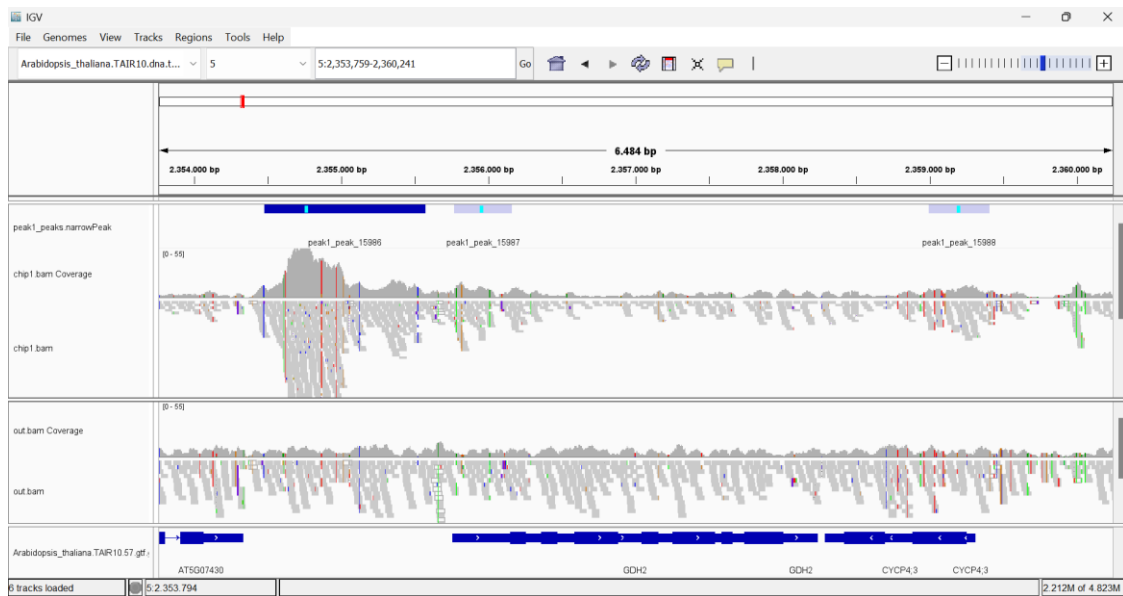 IGV
File Genomes View Tracks Regions Tools Help
Arabidopsis_thaliana.TAIR10.dna.t... 5 5:2,353,759-2,360,241 Go
6.484 bp
2.354.000 bp 2.355.000 bp 2.356.000 bp 2.357.000 bp 2.358.000 bp 2.359.000 bp 2.360.000 bp
peak1_peaks.narrowPeak
peak1_peak_15986 peak1_peak_15987 peak1_peak_15988
[0 - 55]
chip1.bam Coverage
chip1.bam
[0 - 55]
out.bam Coverage
out.bam
Arabidopsis_thaliana.TAIR10.57.gtf
AT5G07430 GDH2 GDH2 CYCP4;3 CYCP4;3
6 tracks loaded 5:2.353.794 2.212M of 4.823M